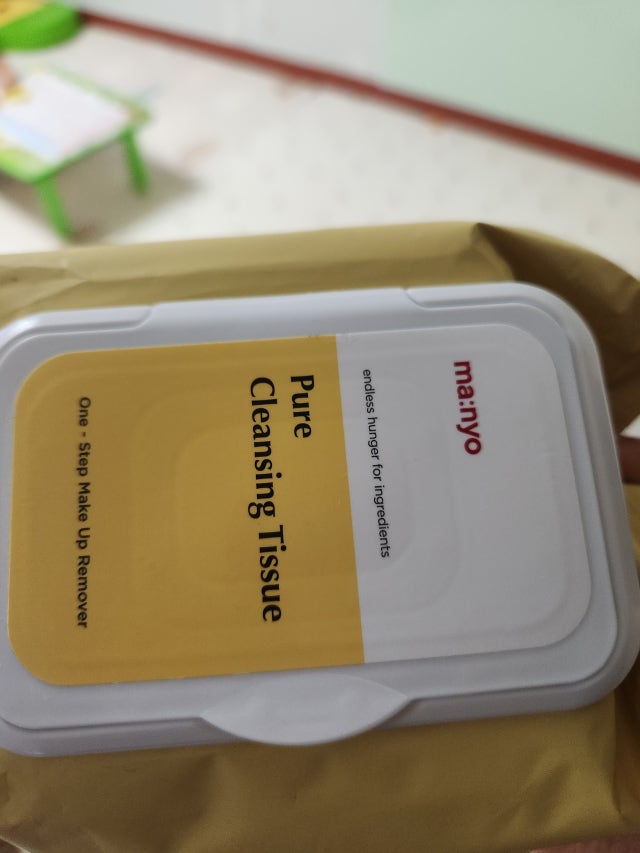 ma:nyo
endless hunger for ingredients
Pure
Cleansing Tissue
One - Step Make Up Remover